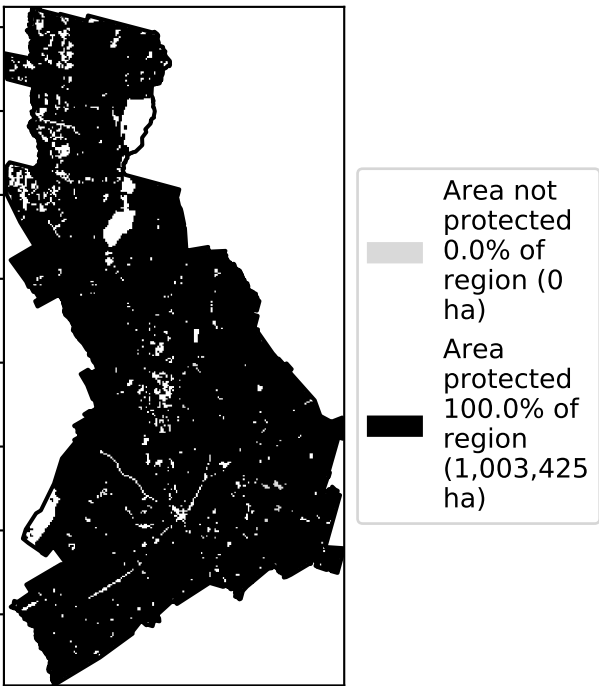 Area not
protected
0.0% of
region (0
ha)
Area
protected
100.0% of
region
(1,003,425
ha)